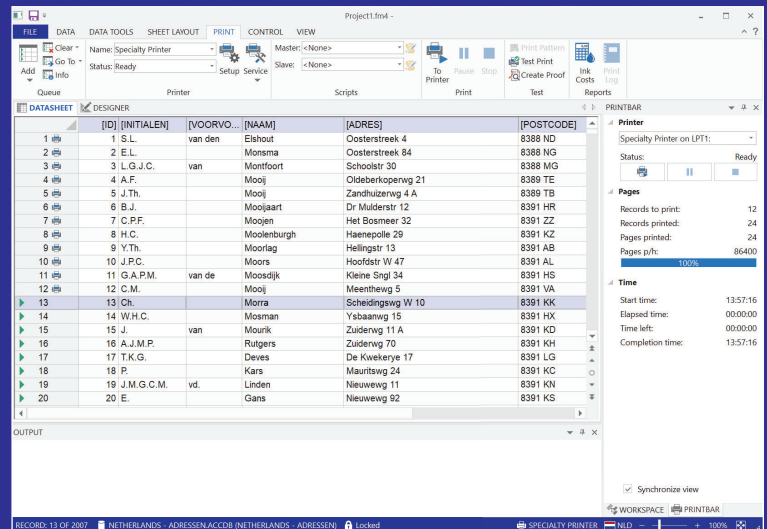 Project1.fm4 -
FILE DATA DATA TOOLS SHEET LAYOUT PRINT CONTROL VIEW
Clear Name: Specialty Printer Master: <None> Print Pattern
Go To Status: Ready Slave: <None> Test Print
Add Info Setup Service To Printer Pause Stop Create Proof Ink Costs Print Log
Queue Printer Scripts Print Test Reports
DATASHEET DESIGNER PRINTBAR
[ID] [INITIALEN] [VOORVO... [NAAM] [ADRES] [POSTCODE]
1 1 S.L. van den Elshout Oosterstreek 4 8388 ND
2 2 E.L. Monsma Oosterstreek 84 8388 NG
3 3 L.G.J.C. van Montfoort Schoolstr 30 8388 MG
4 4 A.F. Mooij Oldeberkoperwg 21 8389 TE
5 5 J.Th. Mooij Zandhuizerwg 4 A 8389 TB
6 6 B.J. Mooijaart Dr Mulderstr 12 8391 HR
7 7 C.P.F. Moojen Het Bosmeer 32 8391 ZZ
8 8 H.C. Moolenburgh Haenepolle 29 8391 KZ
9 9 Y.Th. Moorlag Hellingstr 13 8391 AB
10 10 J.P.C. Moors Hoofdstr W 47 8391 AL
11 11 G.A.P.M. van de Moosdijk Kleine Sngl 34 8391 HS
12 12 C.M. Mooij Meenthewg 5 8391 VA
13 13 Ch. Morra Scheidingswg W 10 8391 KK
14 14 W.H.C. Mosman Ysbaanwg 15 8391 HX
15 15 J. van Mourik Zuiderwg 11 A 8391 KD
16 16 A.J.M.P. Rutgers Zuiderwg 70 8391 KH
17 17 T.K.G. Deves De Kwekerye 17 8391 LG
18 18 P. Kars Mauritswg 24 8391 KC
19 19 J.M.G.C.M. vd. Linden Nieuwewg 11 8391 KN
20 20 E. Gans Nieuwewg 92 8391 KS
Printer
Specialty Printer on LPT1:
Status: Ready
Pages
Records to print: 12
Records printed: 24
Pages printed: 24
Pages p/h: 86400
100%
Time
Start time: 13:57:16
Elapsed time: 00:00:00
Time left: 00:00:00
Completion time: 13:57:16
OUTPUT
Synchronize view
WORKSPACE PRINTBAR
RECORD: 13 OF 2007 NETHERLANDS - ADRESSEN.ACCDB (NETHERLANDS - ADRESSEN) Locked SPECIALTY PRINTER NLD 100%